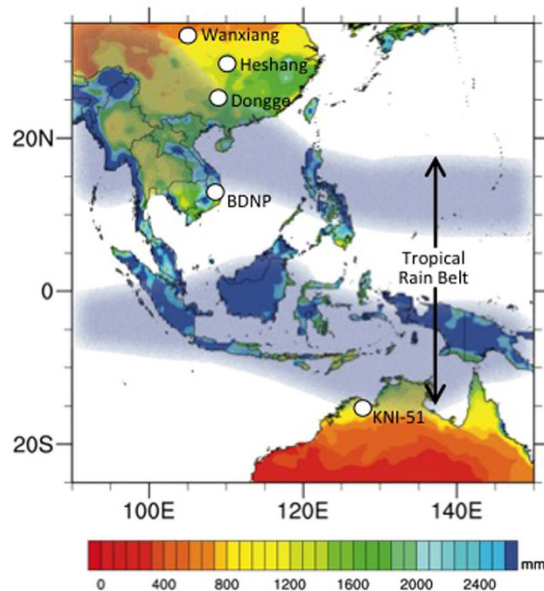 Wanxiang
Heshang
Dongge
20N
BDNP
Tropical
Rain Belt
0
KNI-51
20S
100E 120E 140E
mm
0 400 800 1200 1600 2000 2400